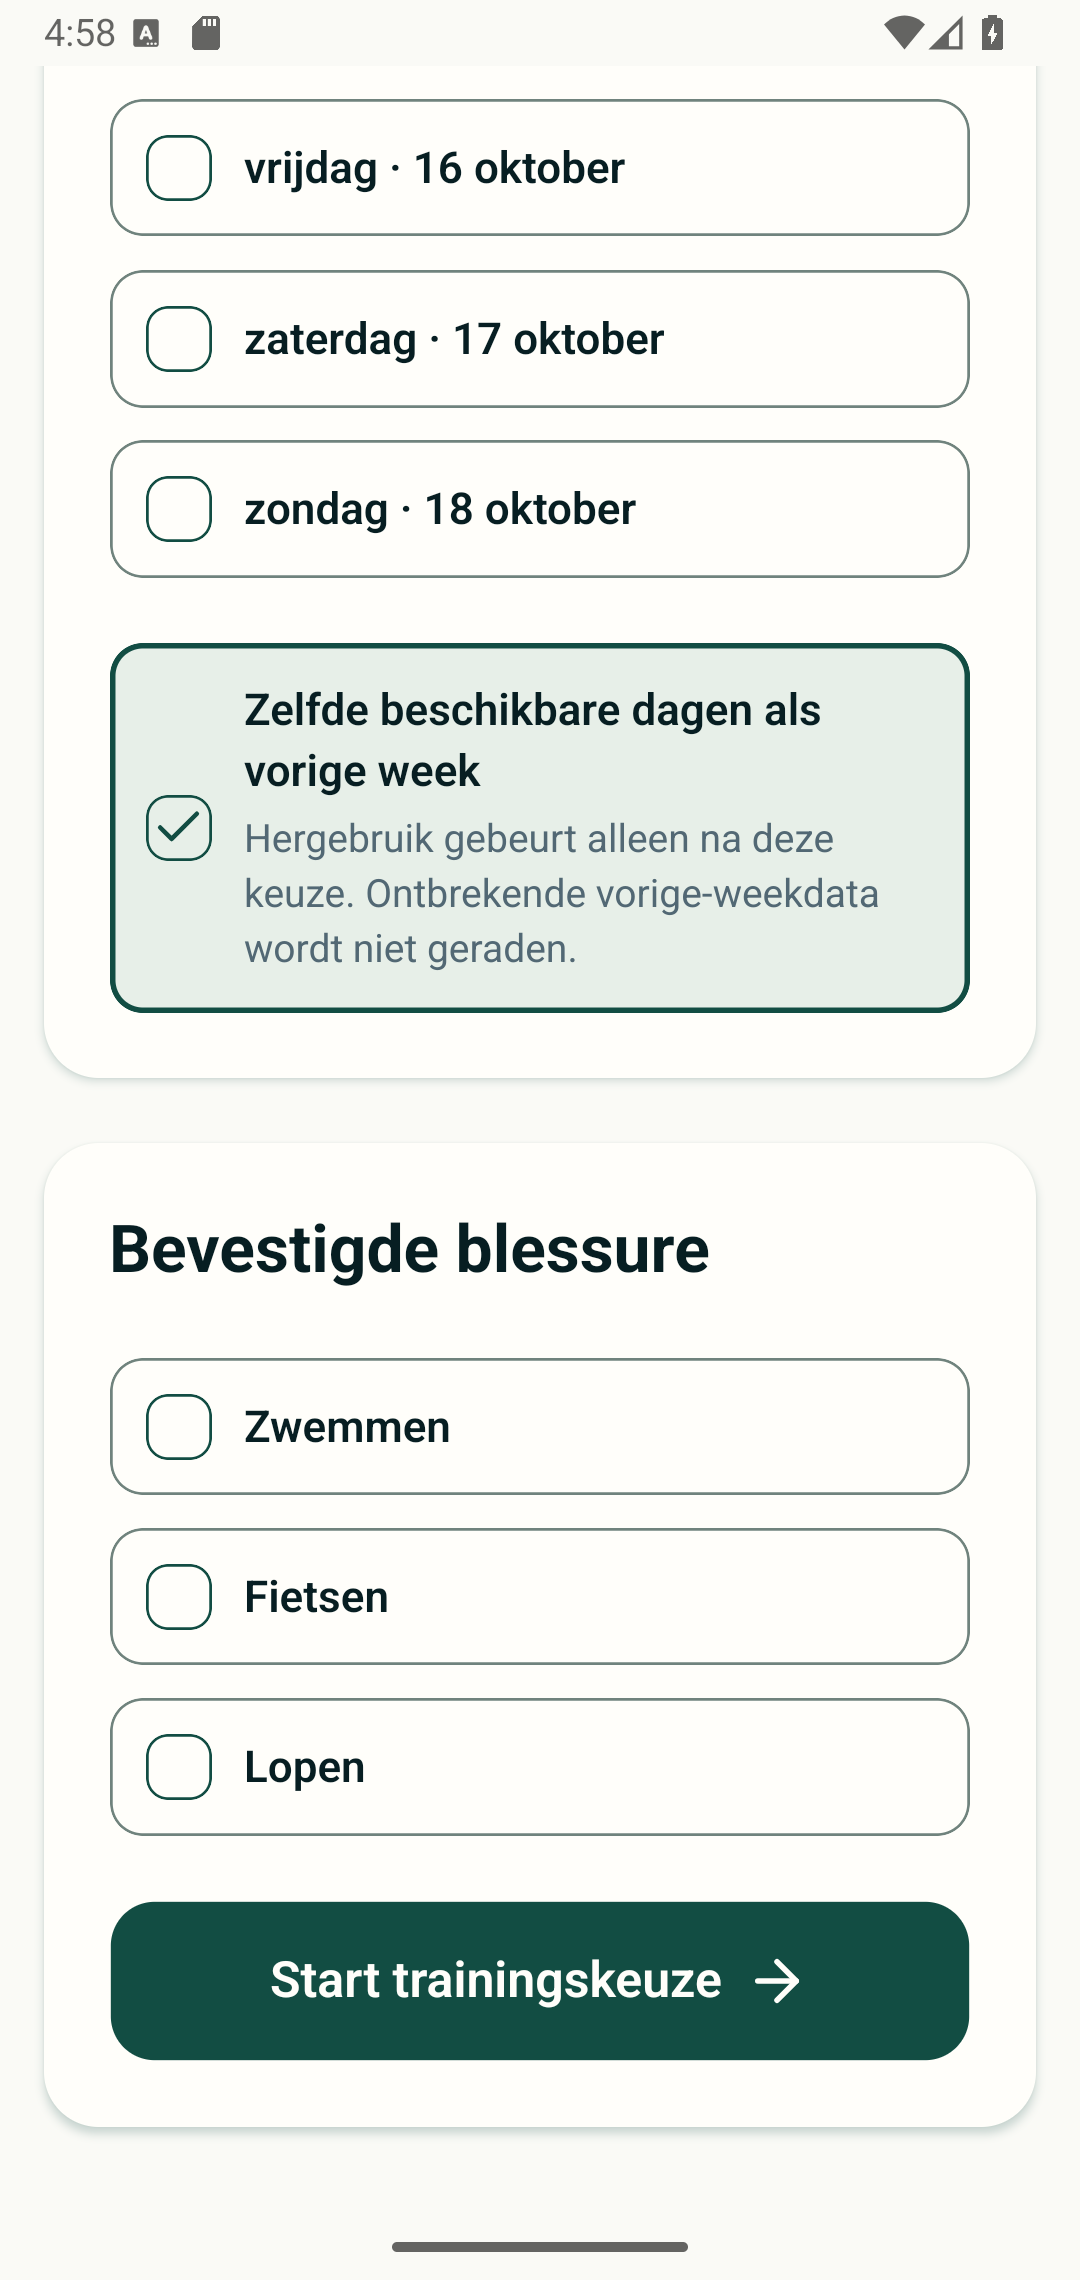 4:58
vrijdag · 16 oktober
zaterdag · 17 oktober
zondag · 18 oktober
Zelfde beschikbare dagen als
vorige week
Hergebruik gebeurt alleen na deze
keuze. Ontbrekende vorige-weekdata
wordt niet geraden.
Bevestigde blessure
Zwemmen
Fietsen
Lopen
Start trainingskeuze